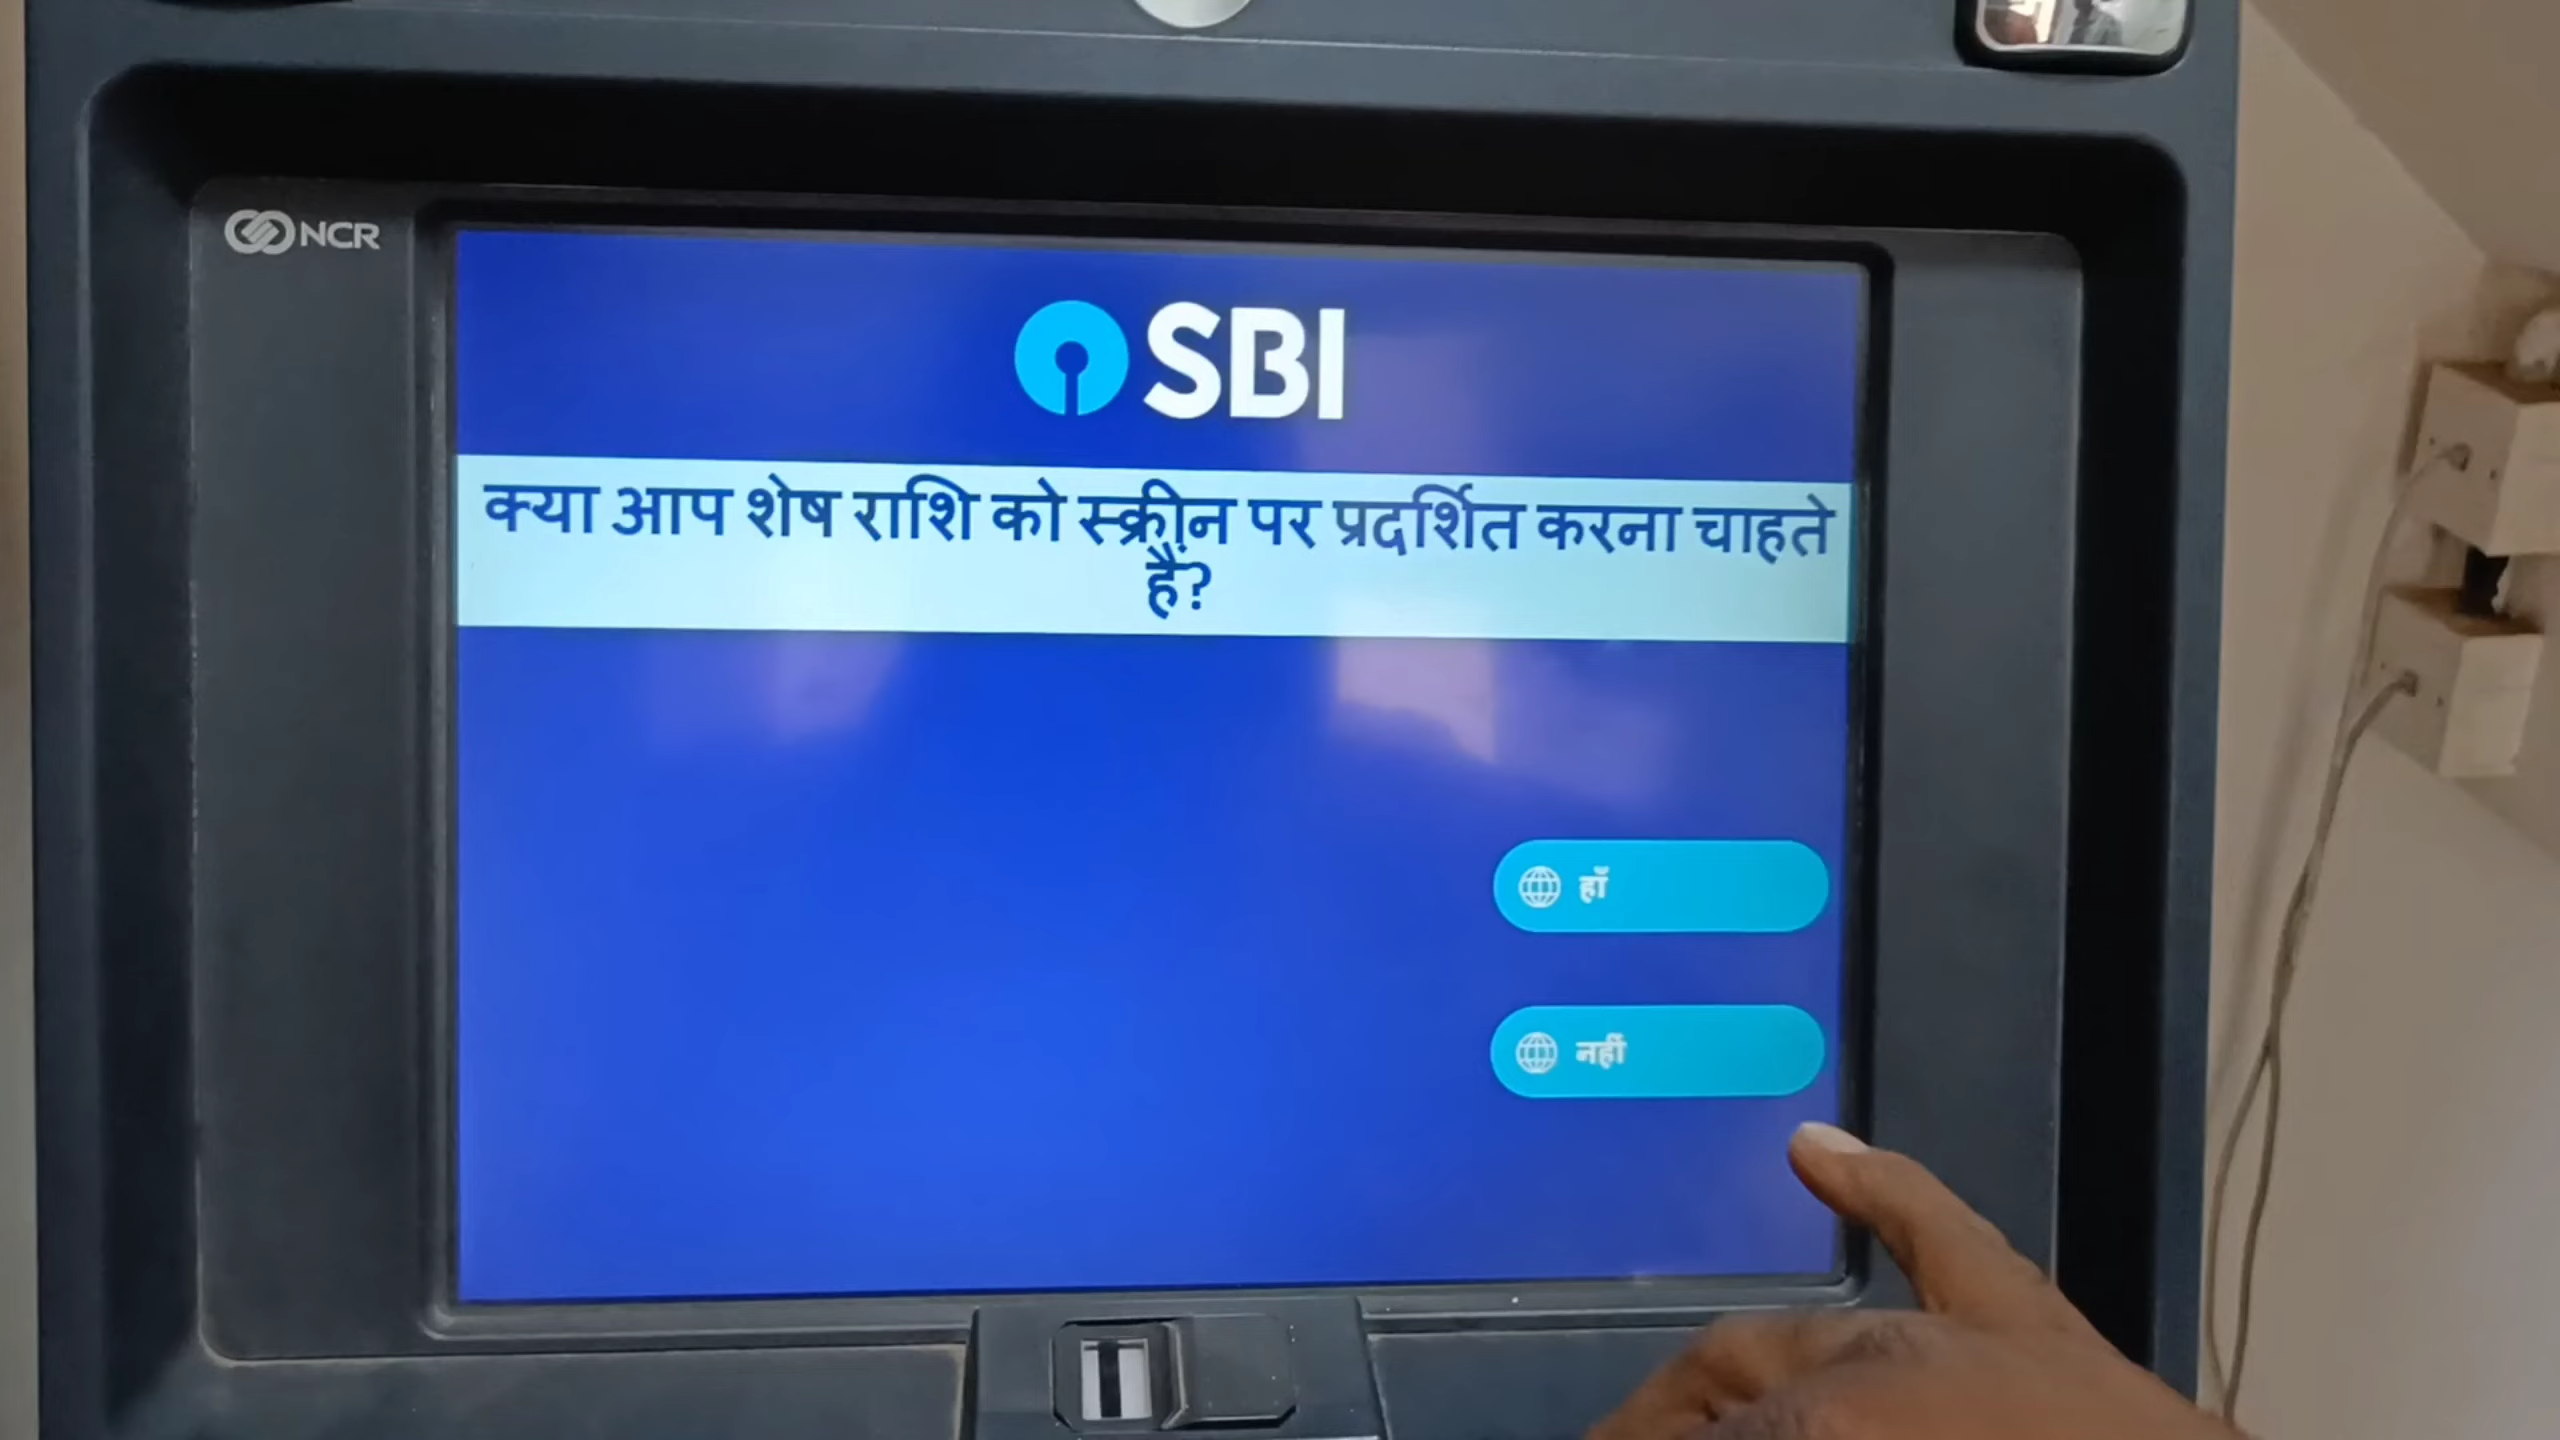 NCR
SBI
क्या आप शेष राशि को स्क्रीन पर प्रदर्शित करना चाहते
हैं?
हाँ
नहीं